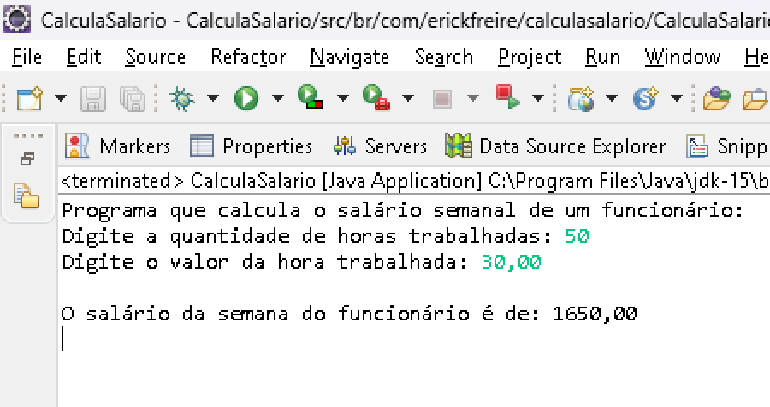 CalculaSalario - CalculaSalario/src/br/com/erickfreire/calculasalario/CalculaSalario
File Edit Source Refactor Navigate Search Project Run Window He
Markers Properties Servers Data Source Explorer Snipp
<terminated> CalculaSalario [Java Application] C:\Program Files\Java\jdk-15\b
Programa que calcula o salário semanal de um funcionário:
Digite a quantidade de horas trabalhadas: 50
Digite o valor da hora trabalhada: 30,00
O salário da semana do funcionário é de: 1650,00